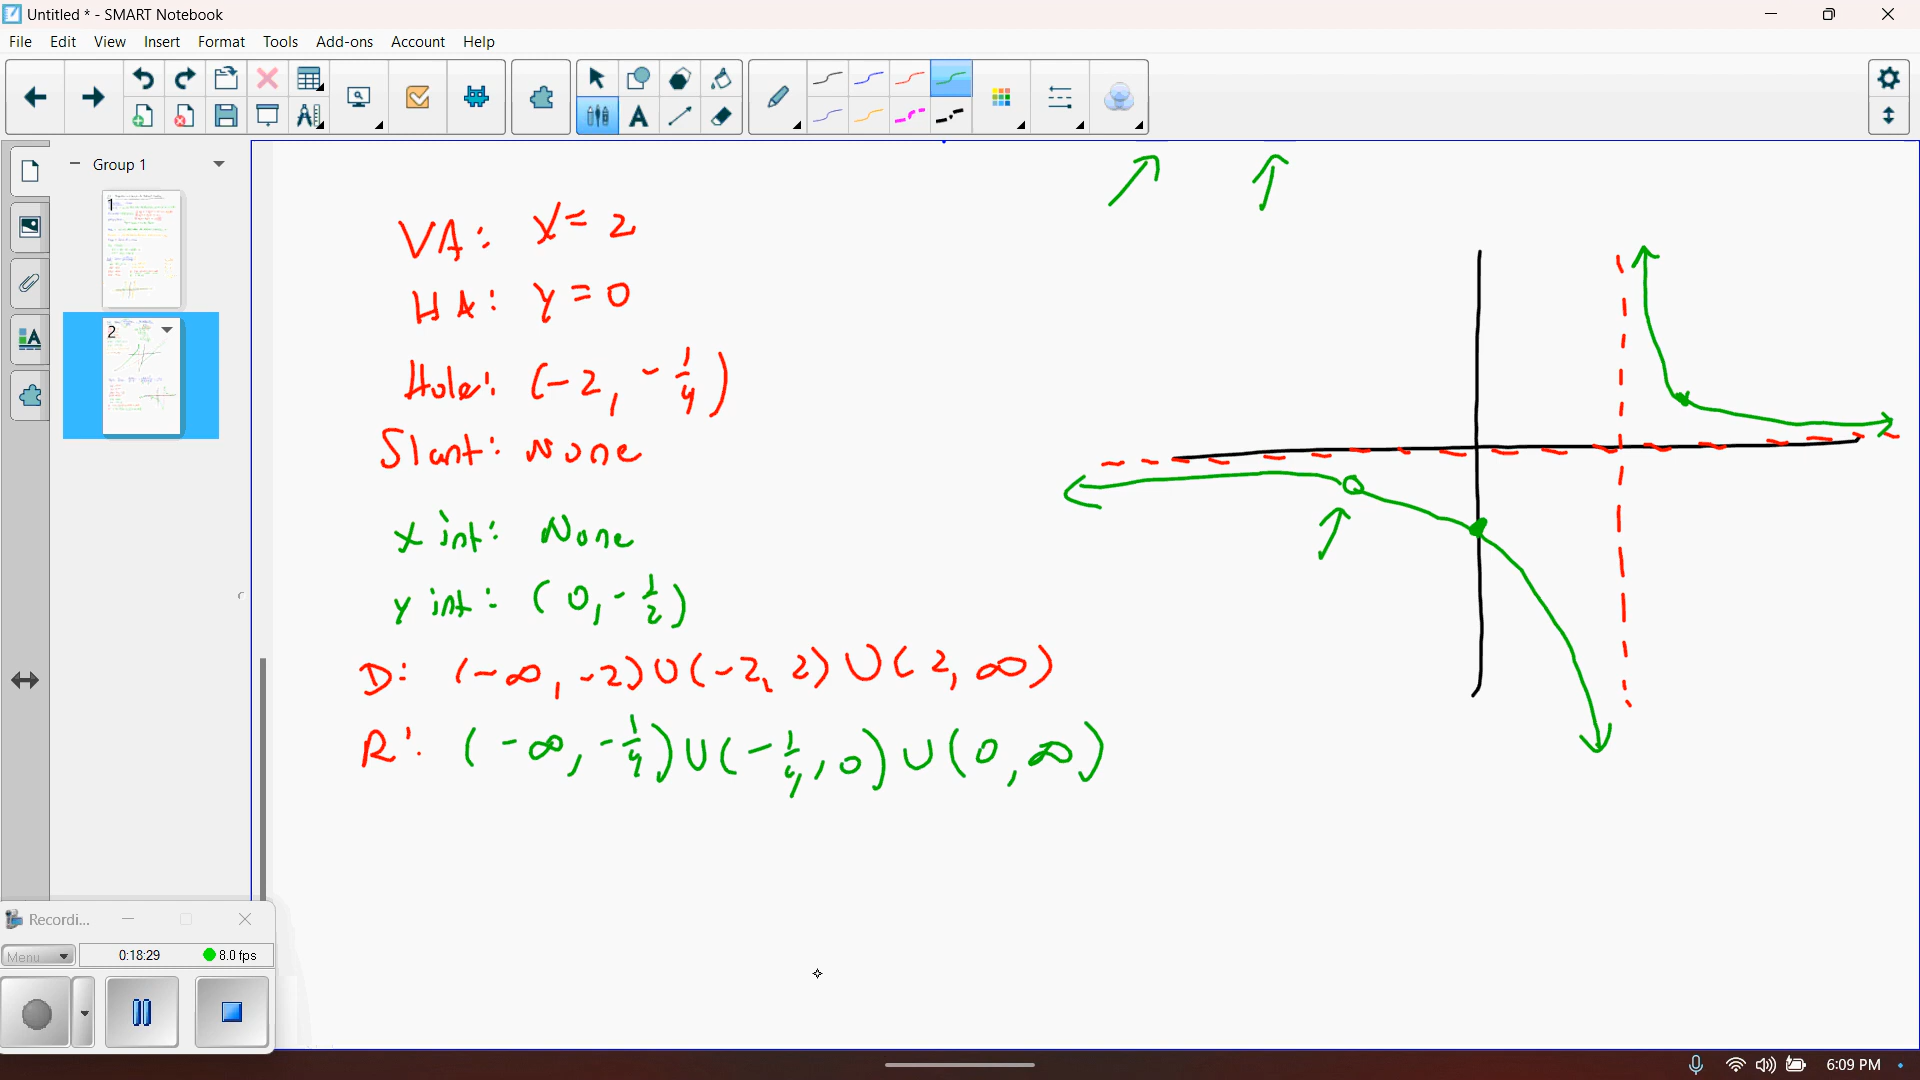 Untitled * - SMART Notebook
File Edit View Insert Format Tools Add-ons Account Help
Group 1
1
2
VA: x = 2
HA: y = 0
Hole: (-2, -1/4)
Slant: None
x int: None
y int: (0, -1/2)
D: (-∞, -2) ∪ (-2, 2) ∪ (2, ∞)
R: (-∞, -1/4) ∪ (-1/4, 0) ∪ (0, ∞)
Recordi...
Menu 0:18:29 8.0 fps
6:09 PM